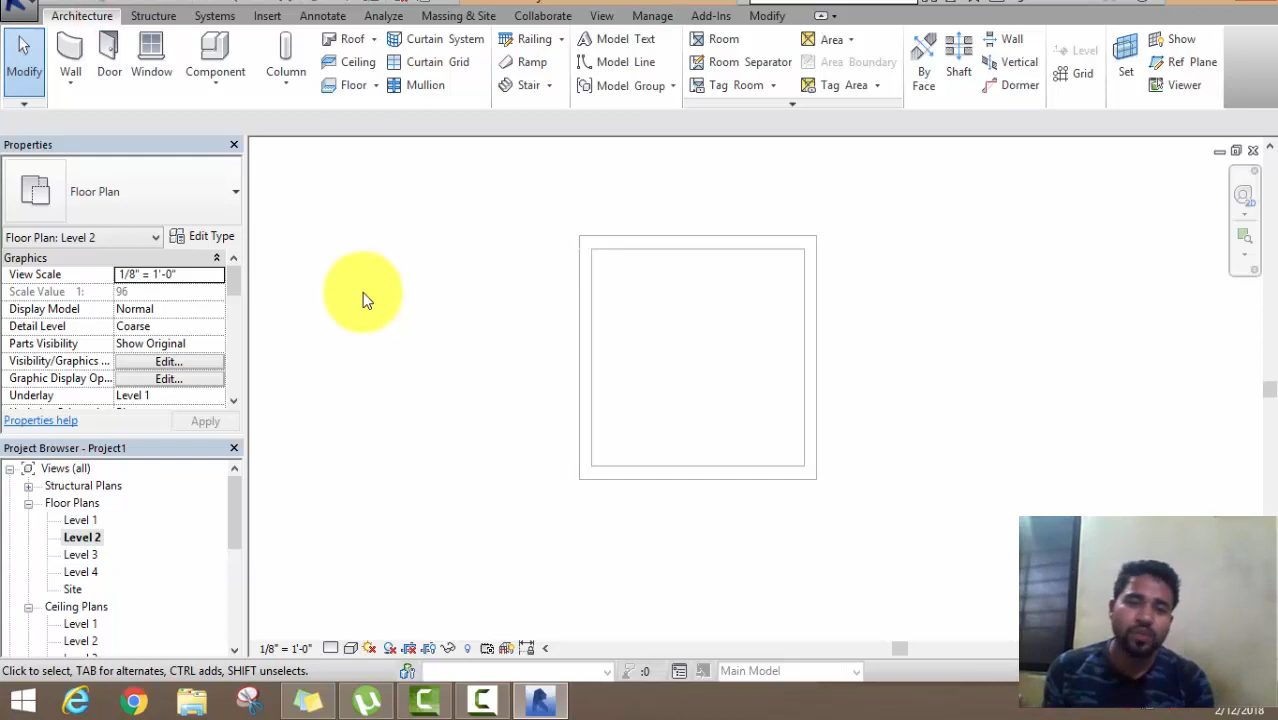 Architecture Structure Systems Insert Annotate Analyze Massing & Site Collaborate View Manage Add-Ins Modify
Modify Wall Door Window Component Column
Roof Curtain System Railing Model Text Room Area Wall Level Show
Ceiling Curtain Grid Ramp Model Line Room Separator Area Boundary Vertical Grid Ref Plane
Floor Mullion Stair Model Group Tag Room Tag Area Dormer Viewer
By Face Shaft Set
Properties
Floor Plan
Floor Plan: Level 2 Edit Type
Graphics
View Scale 1/8" = 1'-0"
Scale Value 1: 96
Display Model Normal
Detail Level Coarse
Parts Visibility Show Original
Visibility/Graphics ... Edit...
Graphic Display Op... Edit...
Underlay Level 1
Properties help Apply
Project Browser - Project1
Views (all)
Structural Plans
Floor Plans
Level 1
Level 2
Level 3
Level 4
Site
Ceiling Plans
Level 1
Level 2
2D
1/8" = 1'-0"
Click to select, TAB for alternates, CTRL adds, SHIFT unselects.
:0 Main Model
2/12/2018